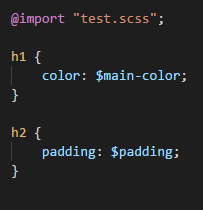 @import "test.scss";
h1 {
color: $main-color;
}
h2 {
padding: $padding;
}